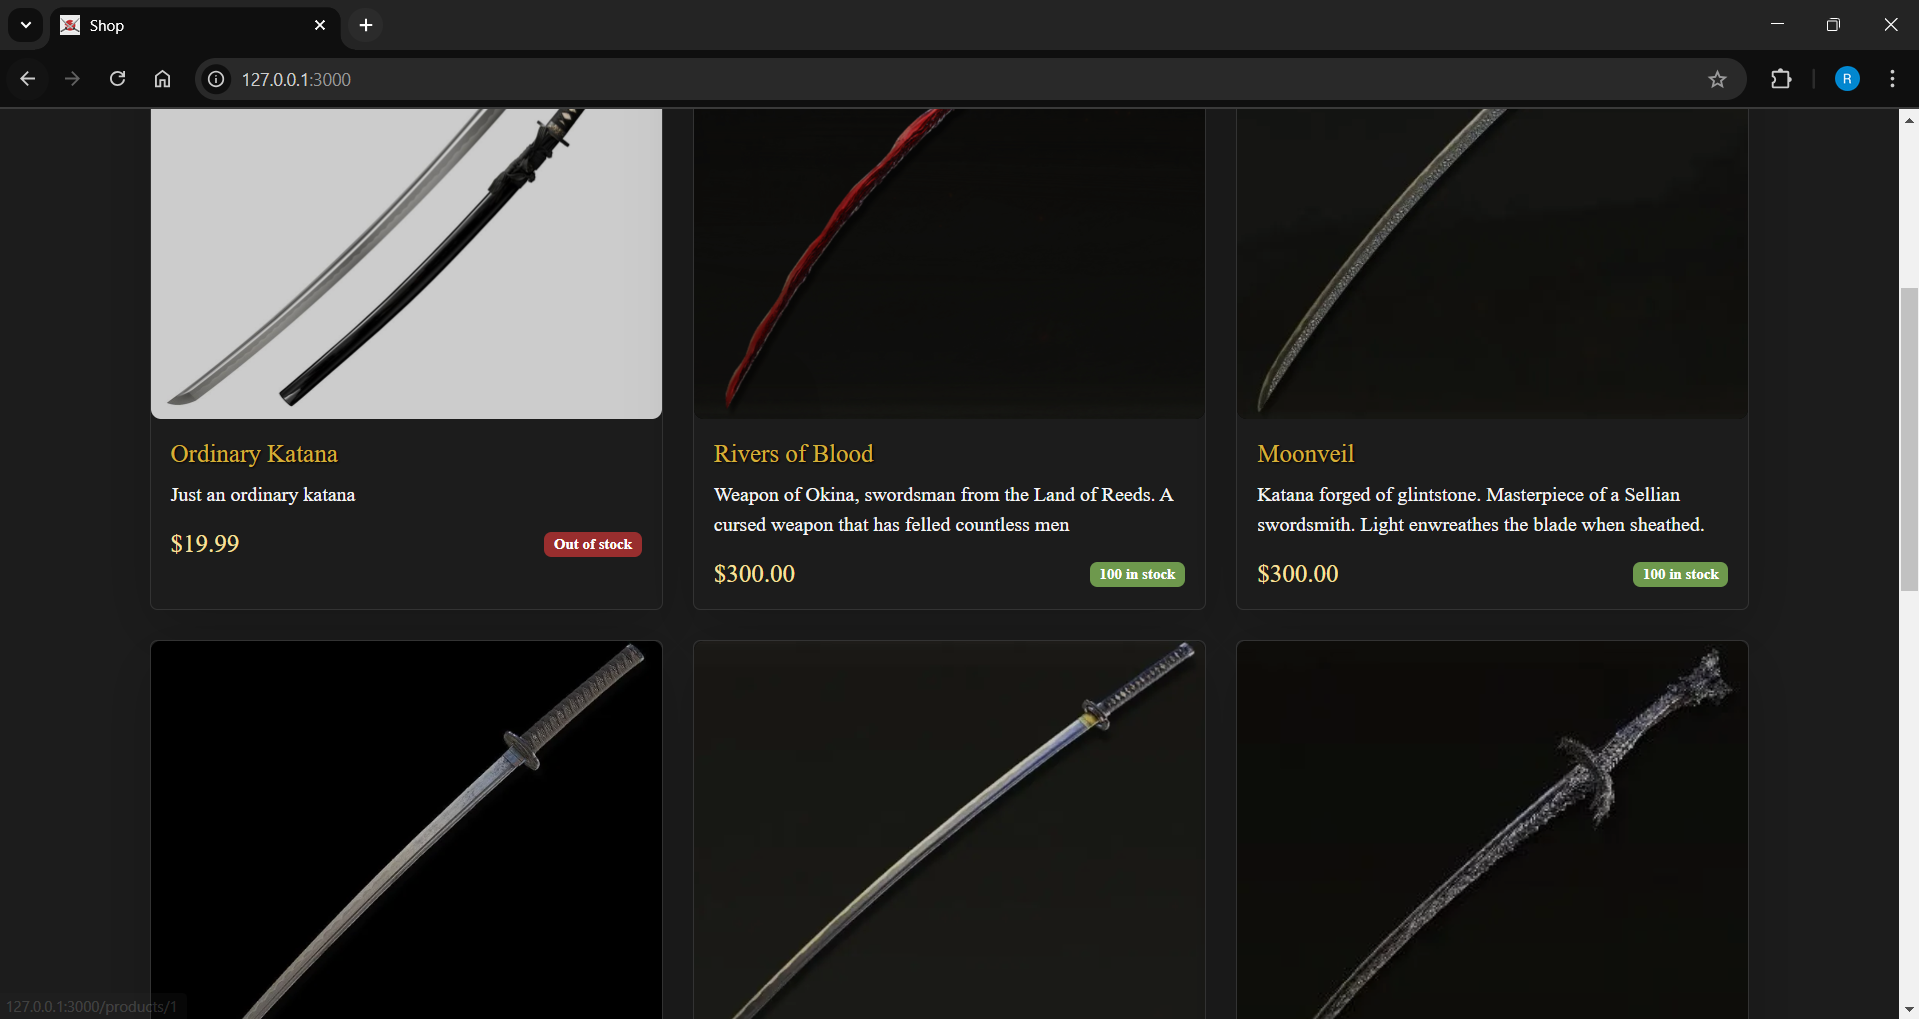 Shop
127.0.0.1:3000
R
Ordinary Katana
Just an ordinary katana
$19.99
Out of stock
Rivers of Blood
Weapon of Okina, swordsman from the Land of Reeds. A
cursed weapon that has felled countless men
$300.00
100 in stock
Moonveil
Katana forged of glintstone. Masterpiece of a Sellian
swordsmith. Light enwreathes the blade when sheathed.
$300.00
100 in stock
127.0.0.1:3000/products/1